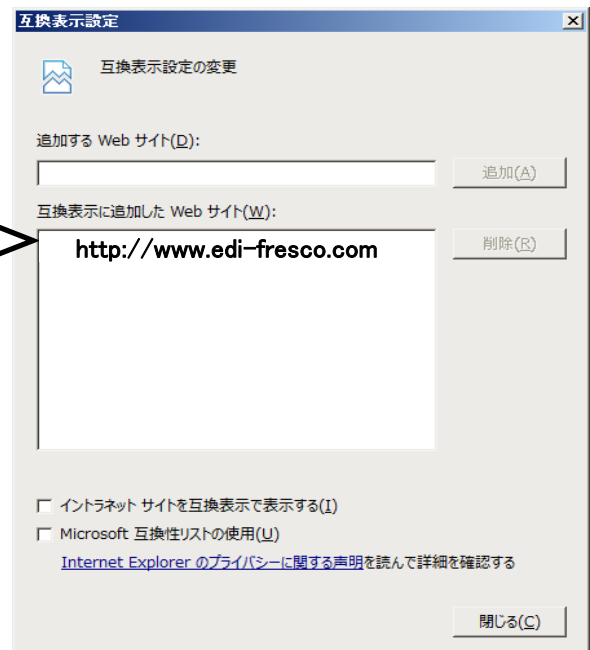 互換表示設定
互換表示設定の変更
追加する Web サイト(D):
追加(A)
互換表示に追加した Web サイト(W):
http://www.edi-fresco.com
削除(R)
イントラネット サイトを互換表示で表示する(I)
Microsoft 互換性リストの使用(U)
Internet Explorer のプライバシーに関する声明を読んで詳細を確認する
閉じる(C)